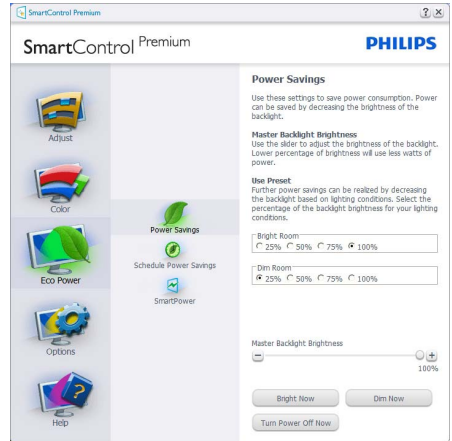 SmartControl Premium
? ×
SmartControl Premium
PHILIPS
Adjust
Color
Eco Power
Options
Help
Power Savings
Schedule Power Savings
SmartPower
Power Savings
Use these settings to save power consumption. Power
can be saved by decreasing the brightness of the
backlight.
Master Backlight Brightness
Use the slider to adjust the brightness of the backlight.
Lower percentage of brightness will use less watts of
power.
Use Preset
Further power savings can be realized by decreasing
the backlight based on lighting conditions. Select the
percentage of the backlight brightness for your lighting
conditions.
Bright Room
25% 50% 75% 100%
Dim Room
25% 50% 75% 100%
Master Backlight Brightness
100%
Bright Now Dim Now
Turn Power Off Now